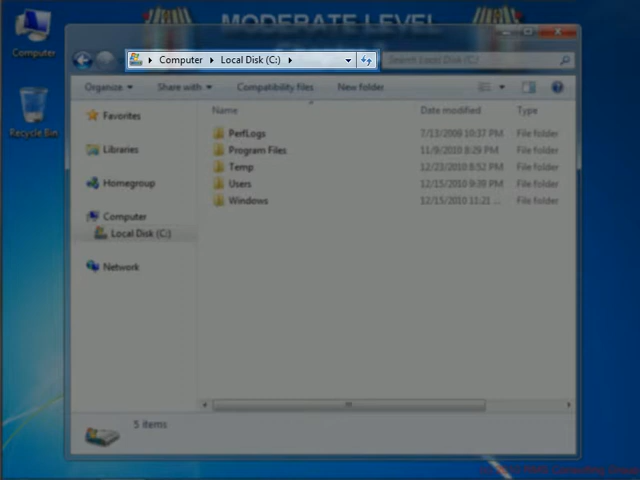 MODERATE LEVEL
Computer
Computer Local Disk (C:)
Search Local Disk (C:)
Organize Share with Compatibility files New folder
Recycle Bin
Name Date modified Type
Favorites
Libraries
Homegroup
Computer
Local Disk (C:)
Network
PerfLogs 7/13/2009 10:37 PM File folder
Program Files 11/9/2010 8:29 PM File folder
Temp 12/23/2010 8:52 PM File folder
Users 12/15/2010 9:39 PM File folder
Windows 12/15/2010 11:21 ... File folder
5 items